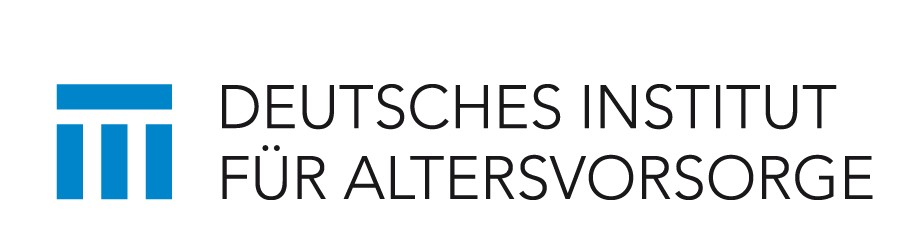 DEUTSCHES INSTITUT
FÜR ALTERSVORSORGE